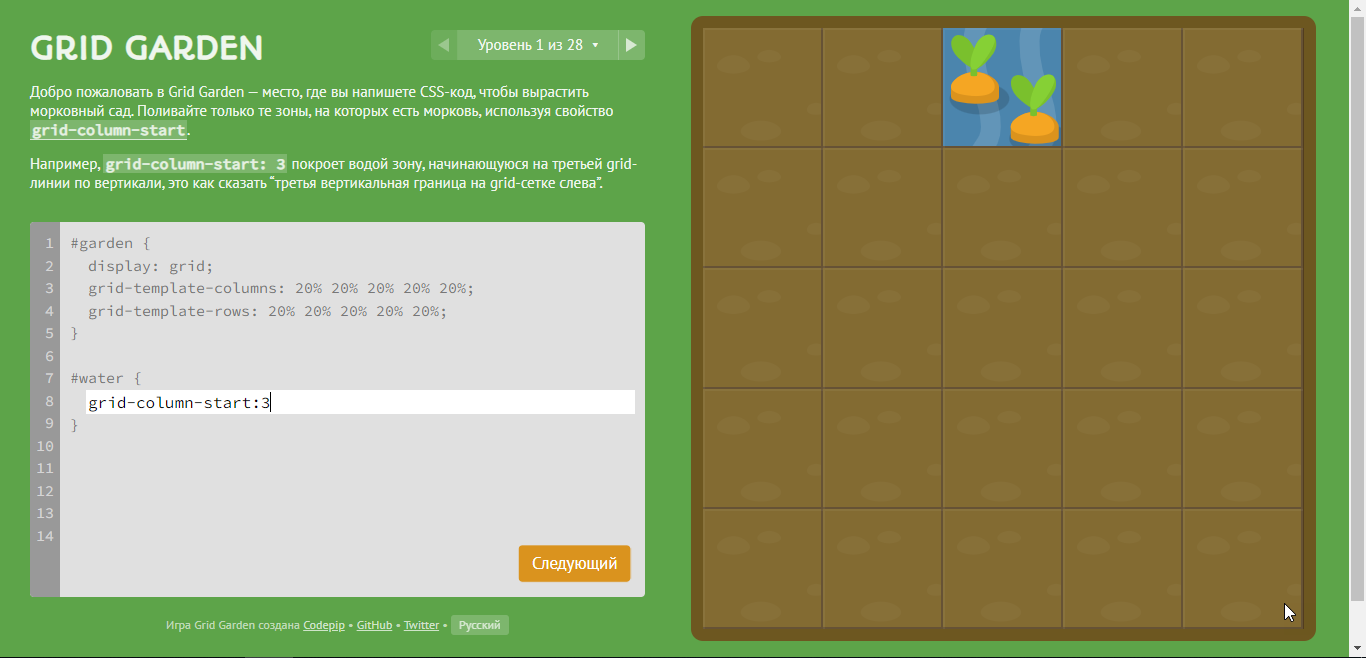 GRID GARDEN
Уровень 1 из 28
Добро пожаловать в Grid Garden — место, где вы напишете CSS-код, чтобы вырастить
морковный сад. Поливайте только те зоны, на которых есть морковь, используя свойство
grid-column-start.
Например, grid-column-start: 3 покроет водой зону, начинающуюся на третьей grid-
линии по вертикали, это как сказать “третья вертикальная граница на grid-сетке слева”.
1 #garden {
2 display: grid;
3 grid-template-columns: 20% 20% 20% 20% 20%;
4 grid-template-rows: 20% 20% 20% 20% 20%;
5 }
6
7 #water {
8 grid-column-start:3
9 }
10
11
12
13
14
Следующий
Игра Grid Garden создана Codepip • GitHub • Twitter • Русский